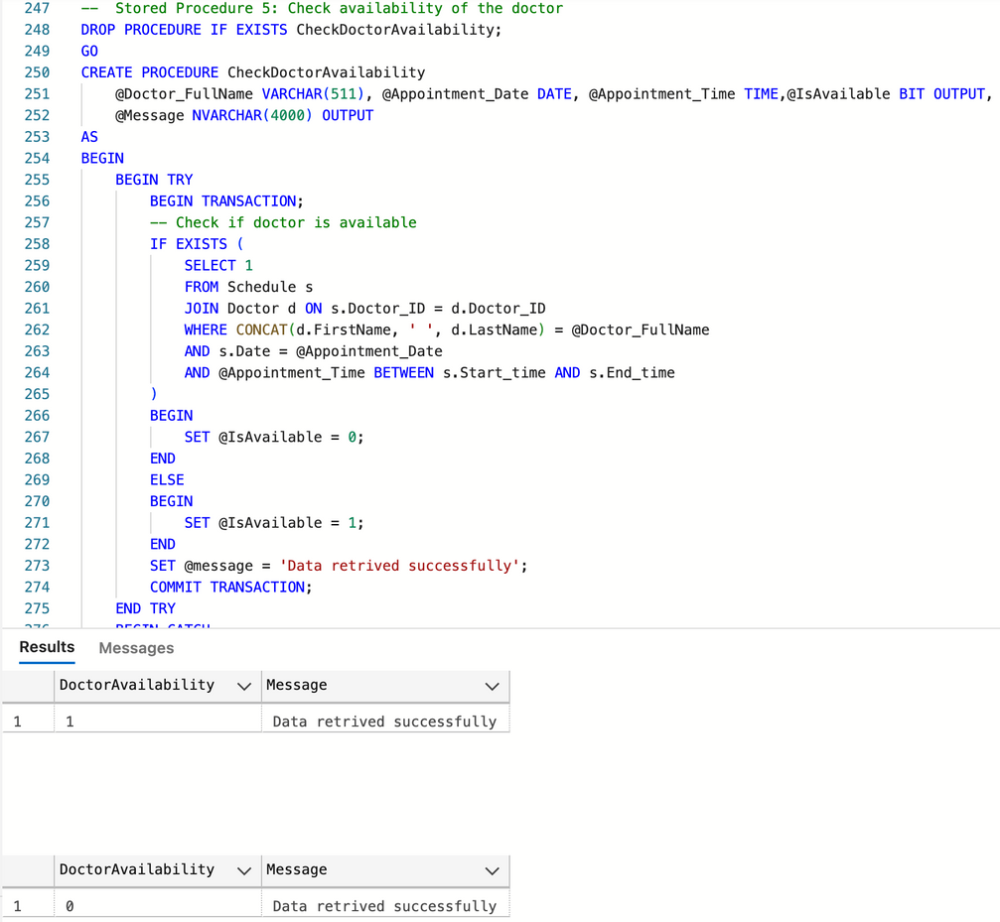 247 -- Stored Procedure 5: Check availability of the doctor
248 DROP PROCEDURE IF EXISTS CheckDoctorAvailability;
249 GO
250 CREATE PROCEDURE CheckDoctorAvailability
251 @Doctor_FullName VARCHAR(511), @Appointment_Date DATE, @Appointment_Time TIME,@IsAvailable BIT OUTPUT,
252 @Message NVARCHAR(4000) OUTPUT
253 AS
254 BEGIN
255 BEGIN TRY
256 BEGIN TRANSACTION;
257 -- Check if doctor is available
258 IF EXISTS (
259 SELECT 1
260 FROM Schedule s
261 JOIN Doctor d ON s.Doctor_ID = d.Doctor_ID
262 WHERE CONCAT(d.FirstName, ' ', d.LastName) = @Doctor_FullName
263 AND s.Date = @Appointment_Date
264 AND @Appointment_Time BETWEEN s.Start_time AND s.End_time
265 )
266 BEGIN
267 SET @IsAvailable = 0;
268 END
269 ELSE
270 BEGIN
271 SET @IsAvailable = 1;
272 END
273 SET @message = 'Data retrived successfully';
274 COMMIT TRANSACTION;
275 END TRY
276 BEGIN CATCH
Results Messages
DoctorAvailability Message
1 1 Data retrived successfully
DoctorAvailability Message
1 0 Data retrived successfully